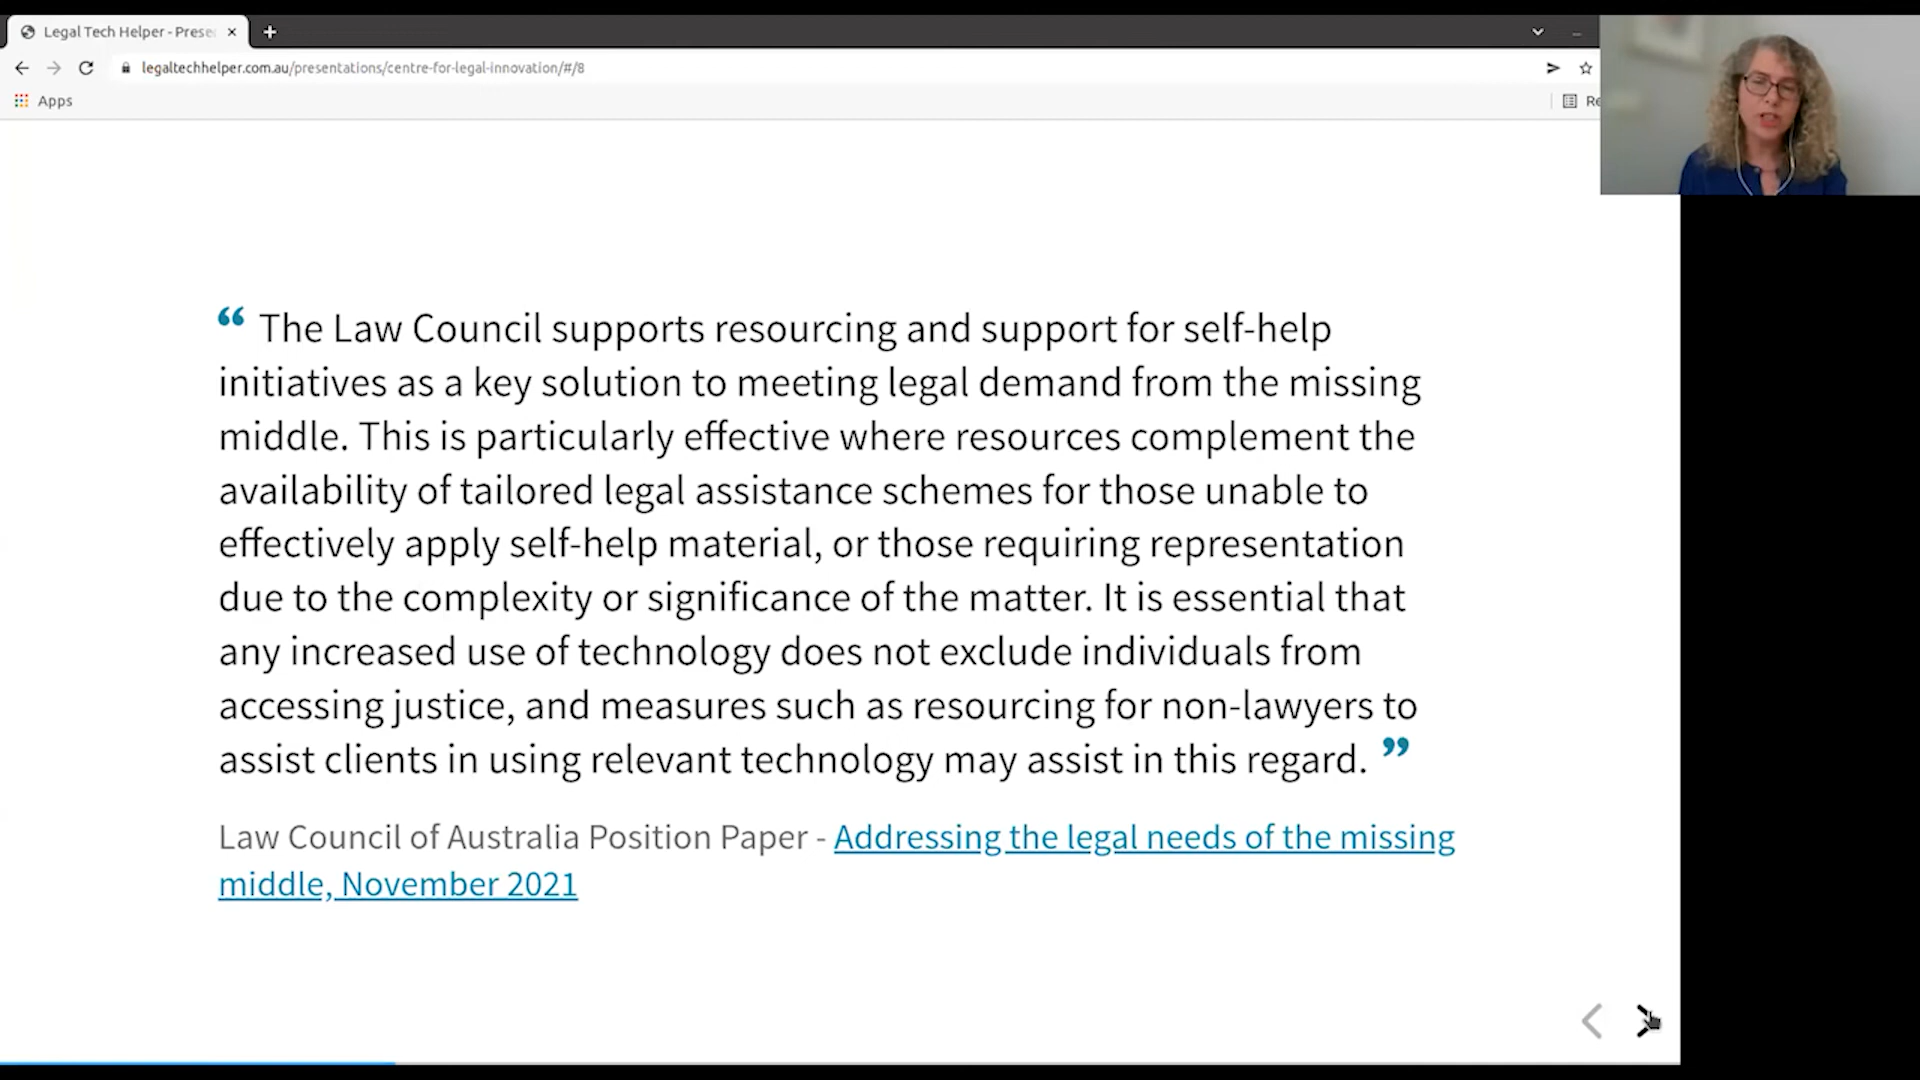 Legal Tech Helper - Prese
legaltechhelper.com.au/presentations/centre-for-legal-innovation/#/8
Apps
Re
“ The Law Council supports resourcing and support for self-help
initiatives as a key solution to meeting legal demand from the missing
middle. This is particularly effective where resources complement the
availability of tailored legal assistance schemes for those unable to
effectively apply self-help material, or those requiring representation
due to the complexity or significance of the matter. It is essential that
any increased use of technology does not exclude individuals from
accessing justice, and measures such as resourcing for non-lawyers to
assist clients in using relevant technology may assist in this regard. ”
Law Council of Australia Position Paper - Addressing the legal needs of the missing
middle, November 2021